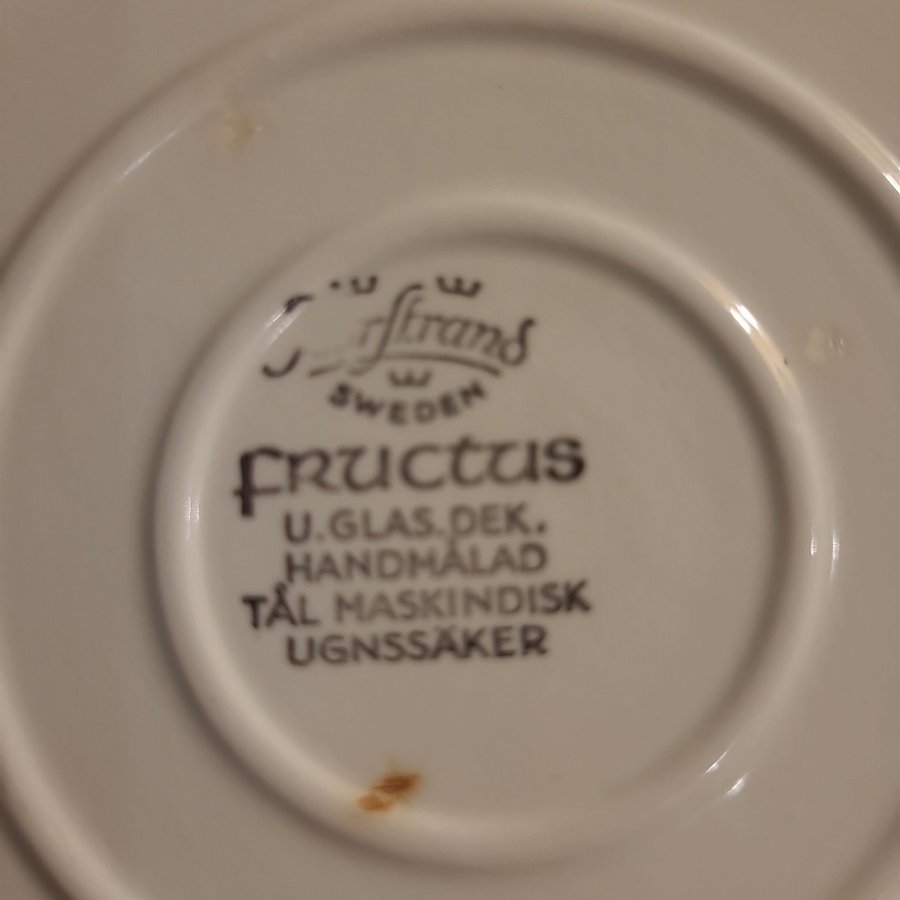 SWEDEN
FRUCTUS
U.GLAS.DEK.
HANDMÅLAD
TÅL MASKINDISK
UGNSSÄKER